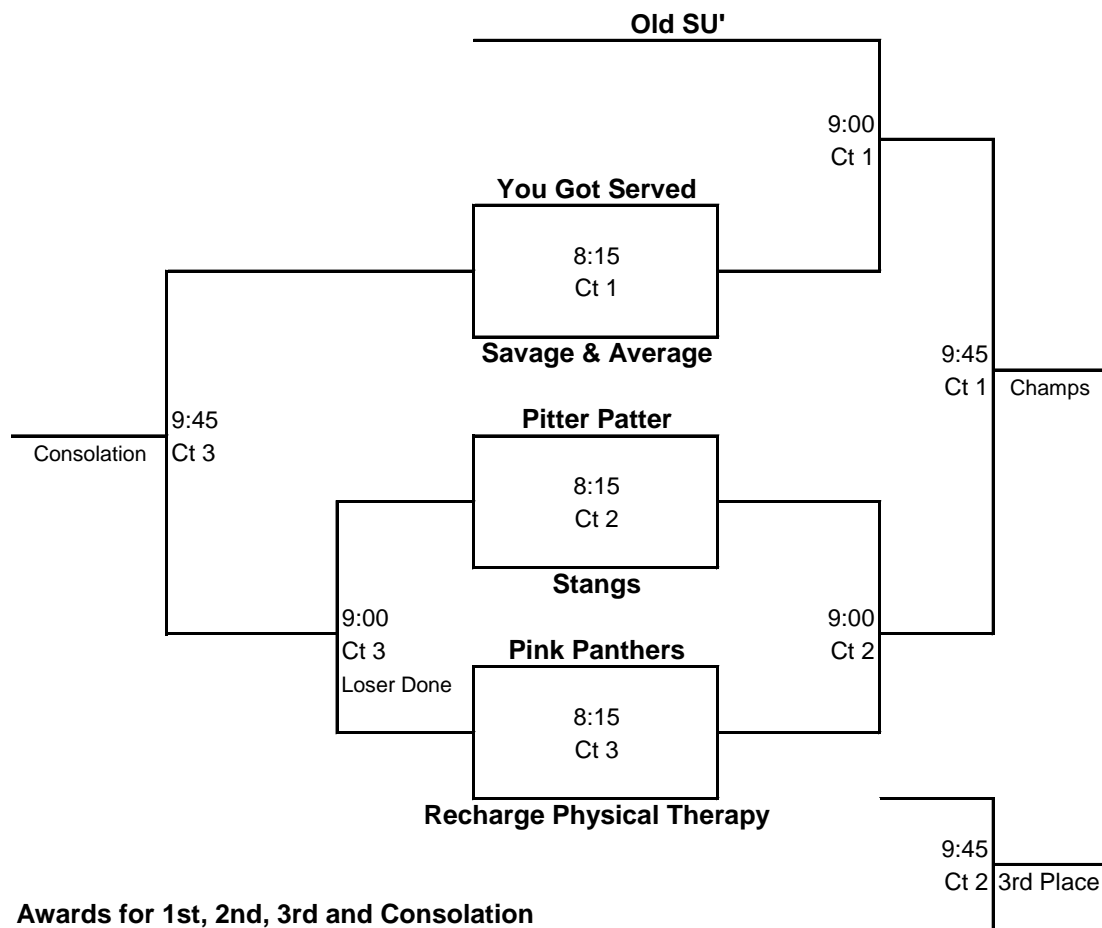 Old SU'
9:00
Ct 1
You Got Served
8:15
Ct 1
Savage & Average
9:45
Ct 1
Champs
Pitter Patter
9:45
Ct 3
Consolation
8:15
Ct 2
Stangs
9:00
Ct 3
Loser Done
Pink Panthers
9:00
Ct 2
8:15
Ct 3
Recharge Physical Therapy
9:45
Ct 2
3rd Place
Awards for 1st, 2nd, 3rd and Consolation